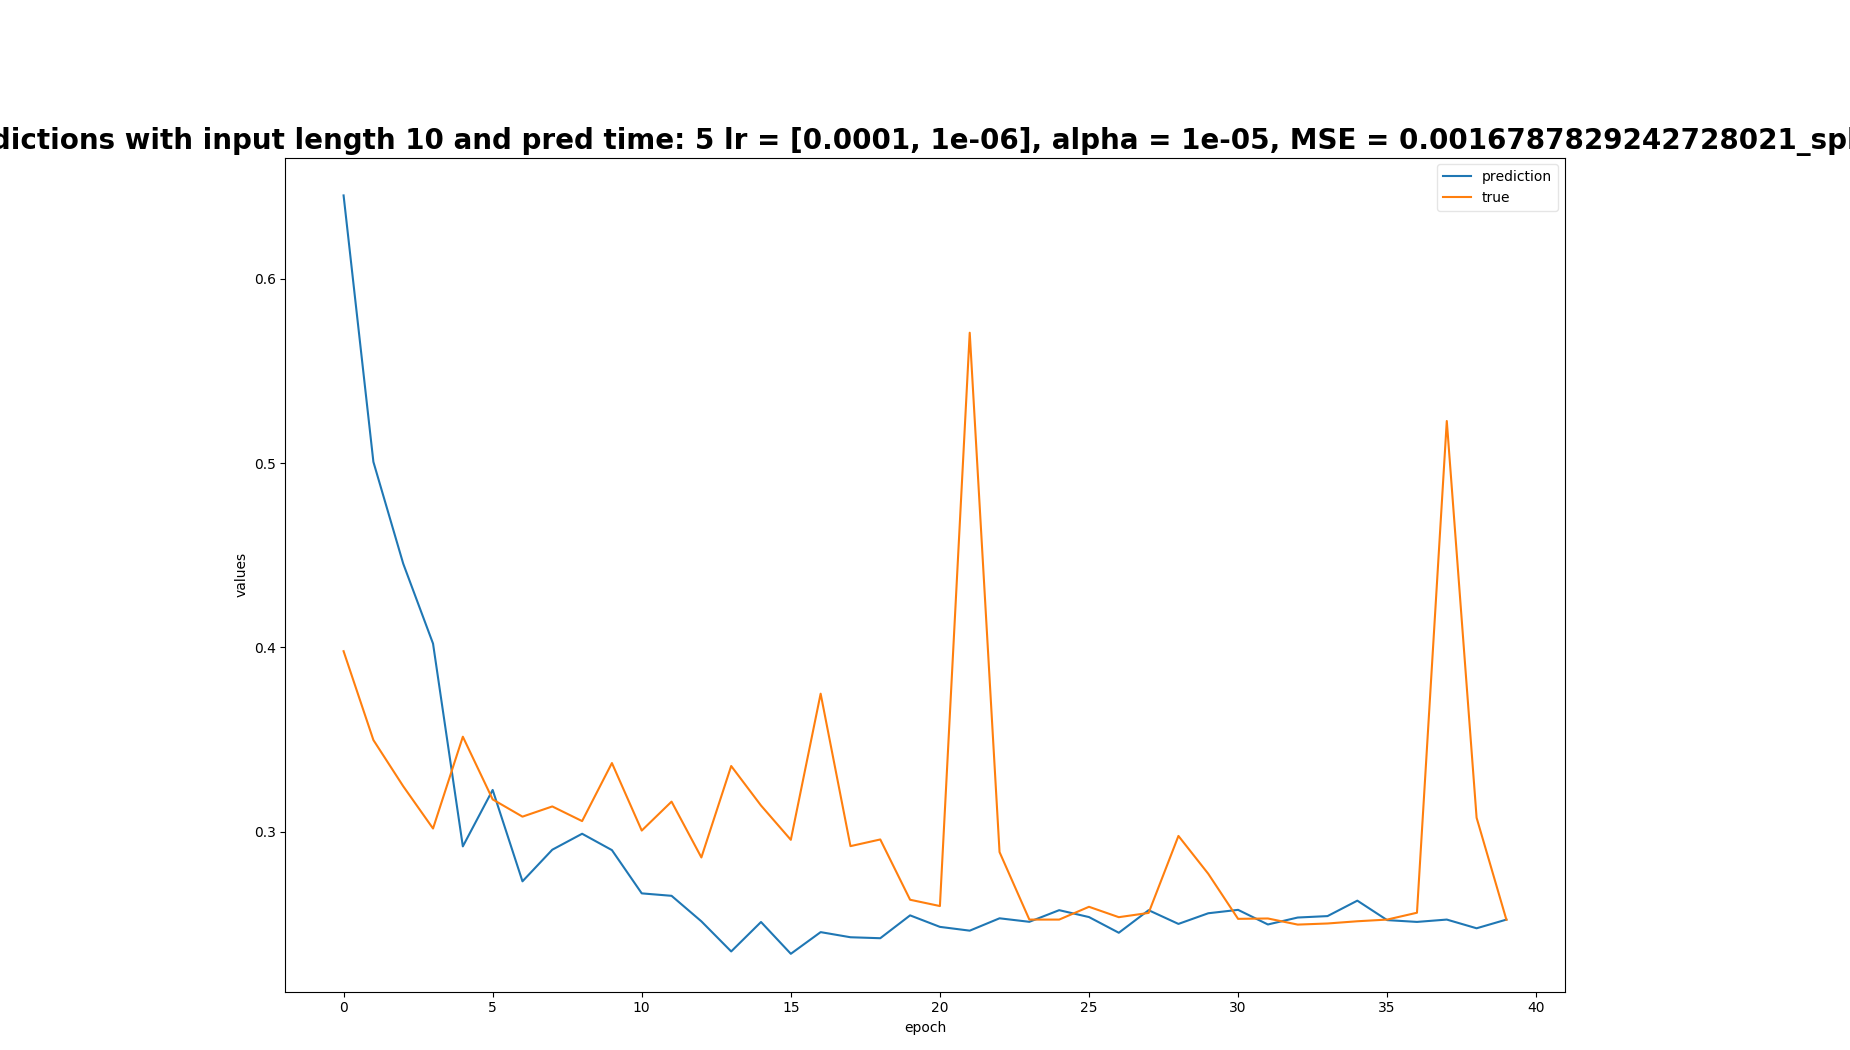 dictions with input length 10 and pred time: 5 lr = [0.0001, 1e-06], alpha = 1e-05, MSE = 0.0016787829242728021_spl
prediction
true
0.6
0.5
0.4
0.3
values
0 5 10 15 20 25 30 35 40
epoch